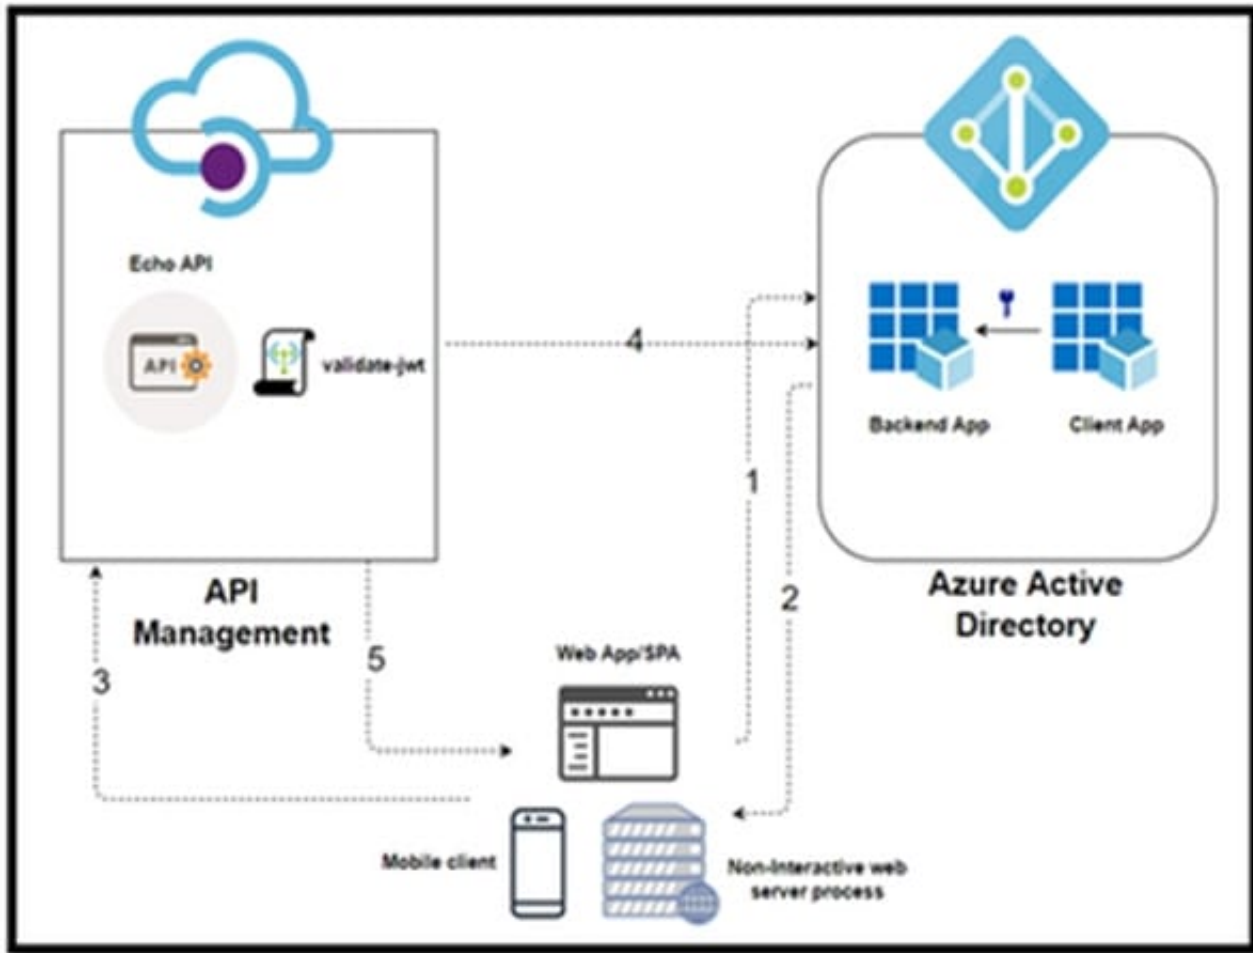 Echo API
API
validate-jwt
4
Backend App
Client App
1
2
API
Management
Azure Active
Directory
3
5
Web App/SPA
Mobile client
Non-Interactive web
server process